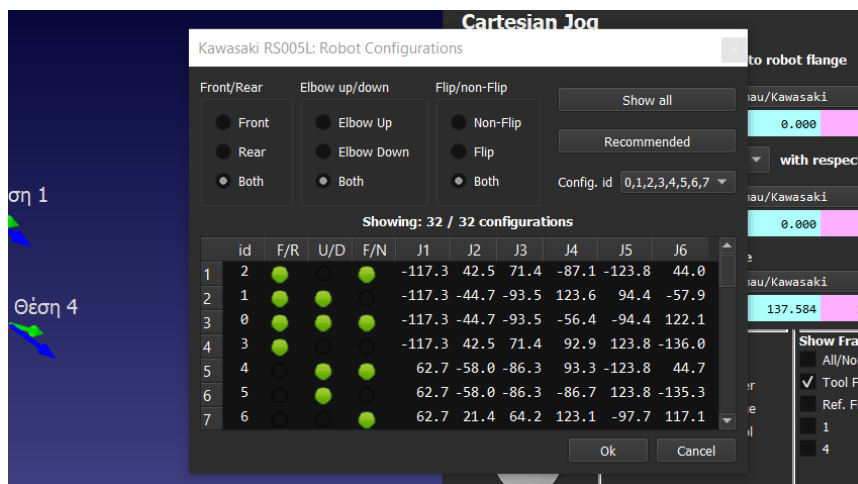 Cartesian Jog
Kawasaki RS005L: Robot Configurations
to robot flange
Front/Rear Elbow up/down Flip/non-Flip
Show all
Front Elbow Up Non-Flip
0.000
Recommended
Rear Elbow Down Flip
with respec
Both Both Both Config. id 0,1,2,3,4,5,6,7
ση 1
Showing: 32 / 32 configurations
0.000
id F/R U/D F/N J1 J2 J3 J4 J5 J6
1 2 -117.3 42.5 71.4 -87.1 -123.8 44.0
2 1 -117.3 -44.7 -93.5 123.6 94.4 -57.9
Θέση 4
137.584
3 0 -117.3 -44.7 -93.5 -56.4 -94.4 122.1
4 3 -117.3 42.5 71.4 92.9 123.8 -136.0
Show Fra
All/No
5 4 62.7 -58.0 -86.3 93.3 -123.8 44.7
Tool F
6 5 62.7 -58.0 -86.3 -86.7 123.8 -135.3
Ref. F
7 6 62.7 21.4 64.2 123.1 -97.7 117.1
1
Ok Cancel
4